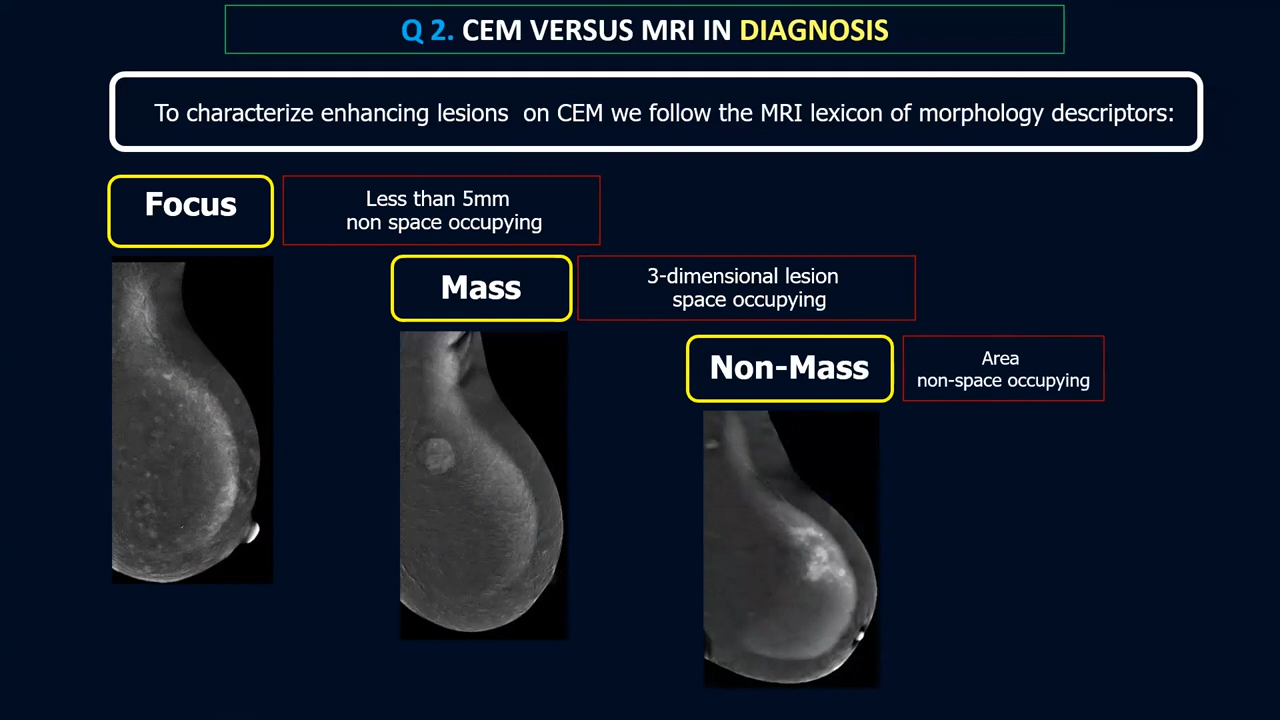 Q 2. CEM VERSUS MRI IN DIAGNOSIS
To characterize enhancing lesions on CEM we follow the MRI lexicon of morphology descriptors:
Focus
Less than 5mm
non space occupying
Mass
3-dimensional lesion
space occupying
Non-Mass
Area
non-space occupying